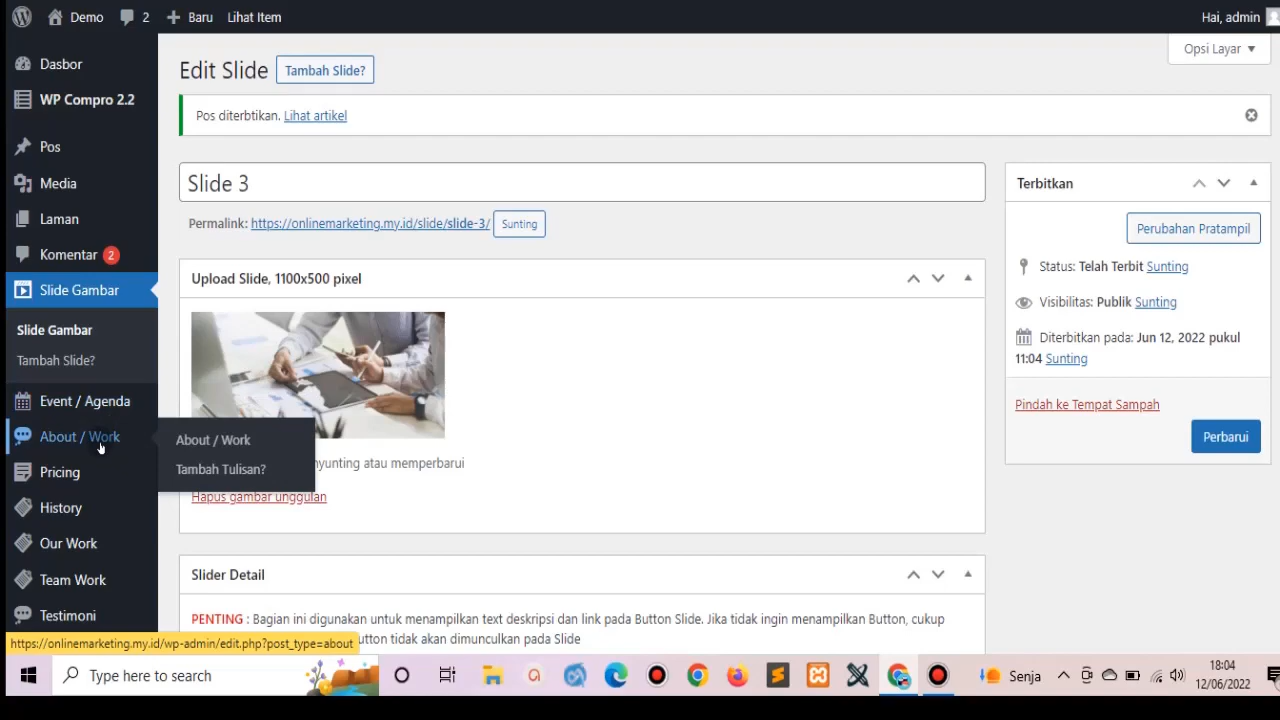 Demo
2
Baru
Lihat Item
Hai, admin
Dasbor
WP Compro 2.2
Pos
Media
Laman
Komentar 2
Slide Gambar
Slide Gambar
Tambah Slide?
Event / Agenda
About / Work
Pricing
History
Our Work
Team Work
Testimoni
About / Work
Tambah Tulisan?
Opsi Layar
Edit Slide
Tambah Slide?
Pos diterbtikan. Lihat artikel
Slide 3
Permalink: https://onlinemarketing.my.id/slide/slide-3/ Sunting
Upload Slide, 1100x500 pixel
nyunting atau memperbarui
Hapus gambar unggulan
Slider Detail
PENTING : Bagian ini digunakan untuk menampilkan text deskripsi dan link pada Button Slide. Jika tidak ingin menampilkan Button, cukup
utton tidak akan dimunculkan pada Slide
Terbitkan
Perubahan Pratampil
Status: Telah Terbit Sunting
Visibilitas: Publik Sunting
Diterbitkan pada: Jun 12, 2022 pukul
11:04 Sunting
Pindah ke Tempat Sampah
Perbarui
https://onlinemarketing.my.id/wp-admin/edit.php?post_type=about
Type here to search
Senja
18:04
12/06/2022